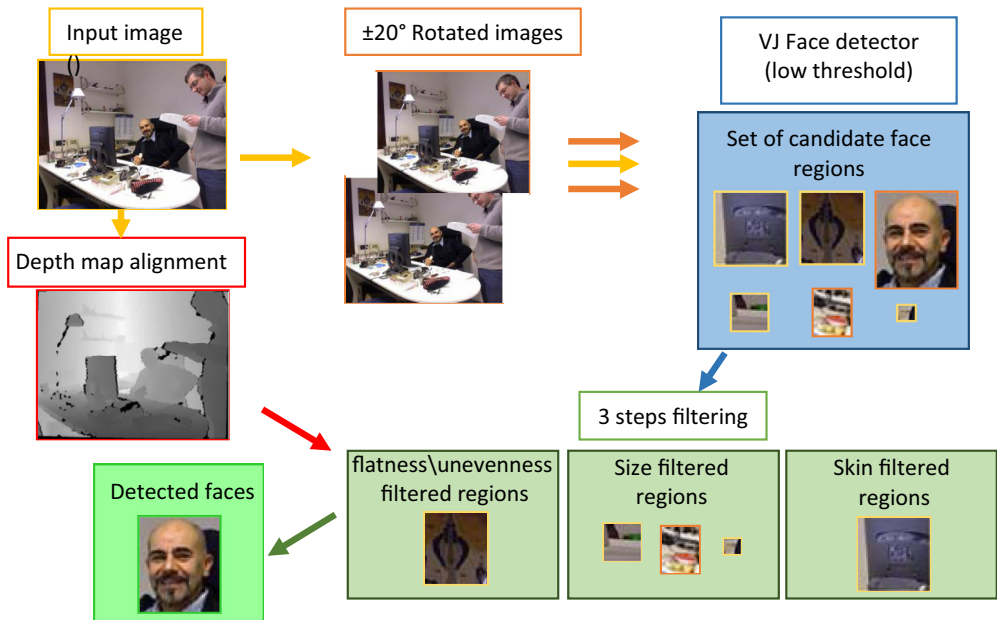 Input image
()
±20° Rotated images
VJ Face detector
(low threshold)
Set of candidate face
regions
Depth map alignment
3 steps filtering
flatness\unevenness
filtered regions
Size filtered
regions
Skin filtered
regions
Detected faces